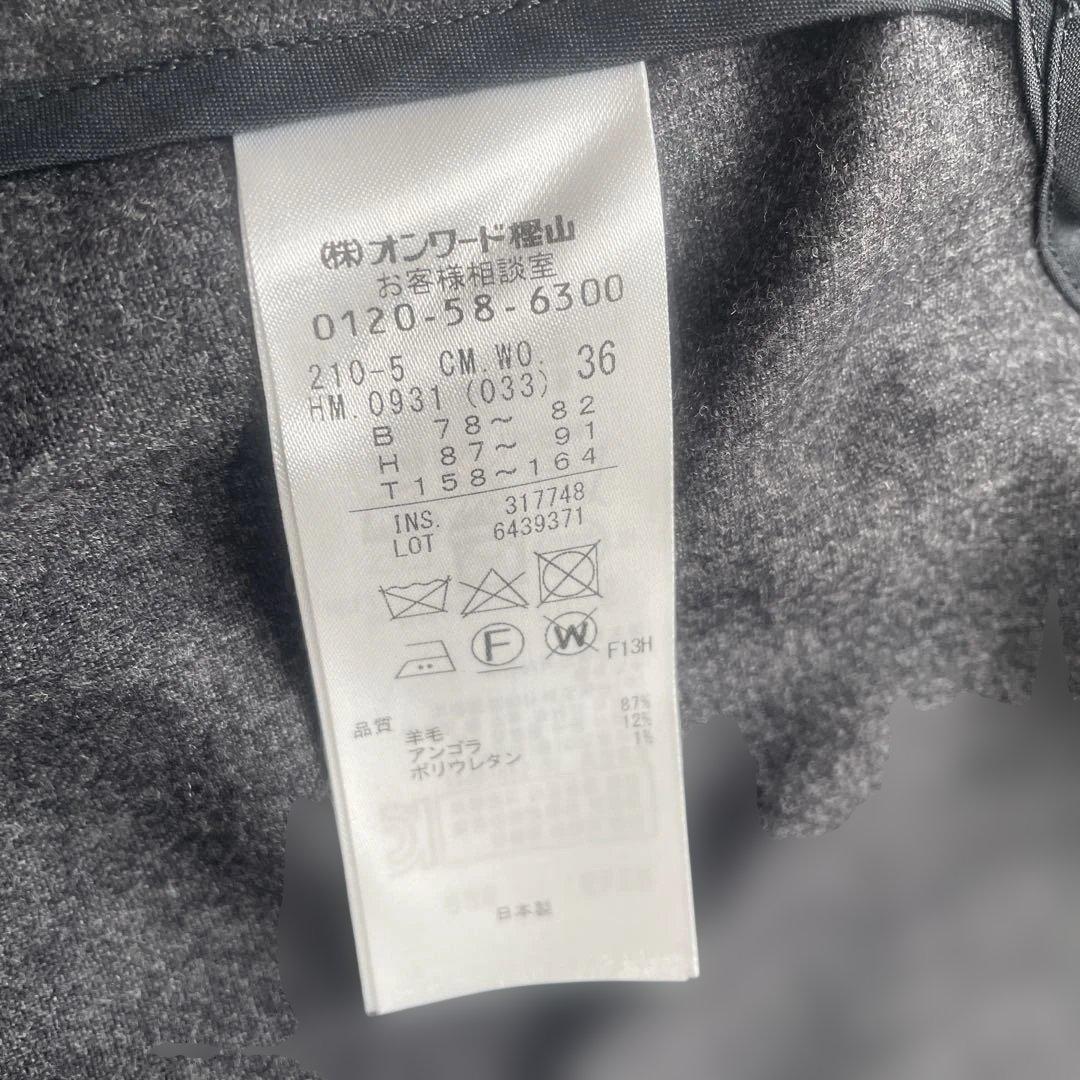 (株)オンワード樫山
お客様相談室
0120-58-6300
210-5 CM.WO. 36
HM.0931 (033)
B 78~ 82
H 87~ 91
T158~164
INS. 317748
LOT 6439371
F
W
F13H
品質 羊毛 87%
アンゴラ 12%
ポリウレタン 1%
日本製